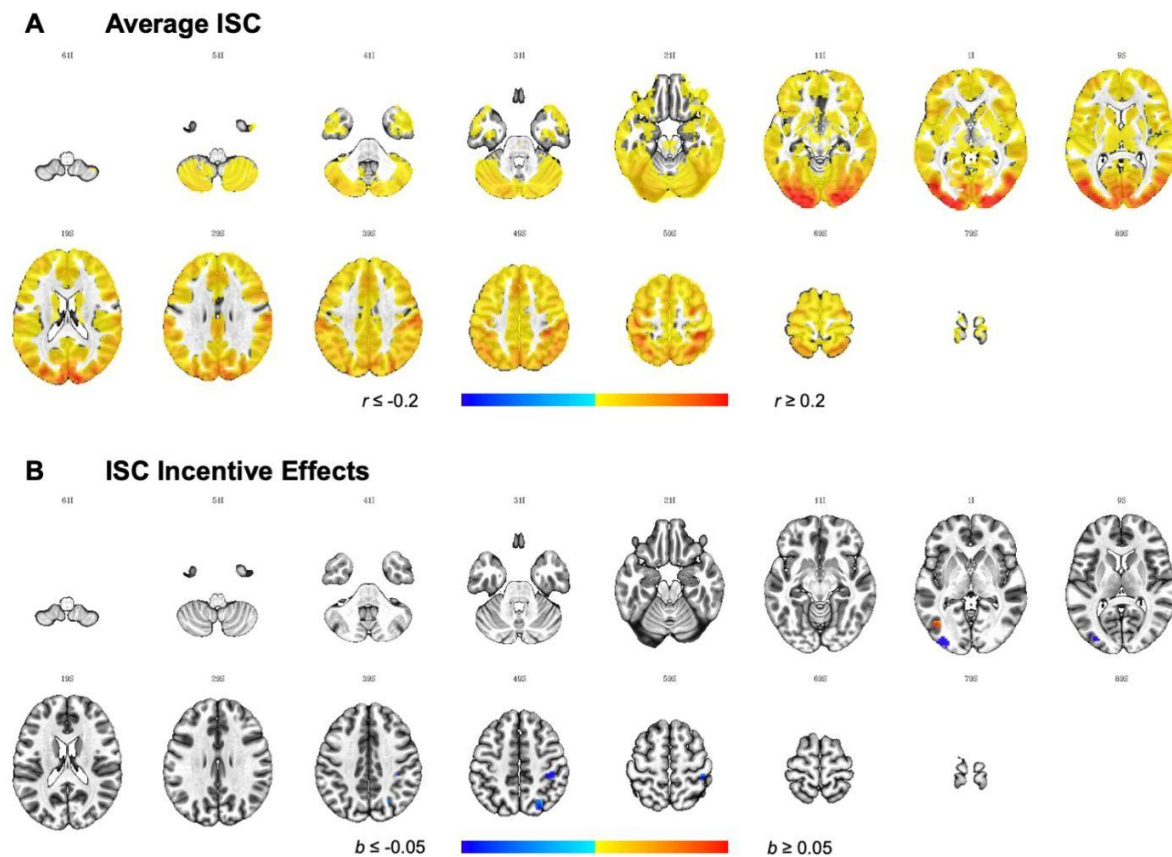 A Average ISC
61I 51I 41I 31I 21I 11I 1I 9S
19S 29S 39S 49S 59S 69S 79S 89S
r ≤ -0.2 r ≥ 0.2
B ISC Incentive Effects
61I 51I 41I 31I 21I 11I 1I 9S
19S 29S 39S 49S 59S 69S 79S 89S
b ≤ -0.05 b ≥ 0.05